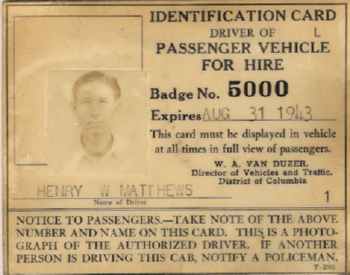 IDENTIFICATION CARD
DRIVER OF L
PASSENGER VEHICLE
FOR HIRE
Badge No. 5000
Expires AUG 31 1943
This card must be displayed in vehicle
at all times in full view of passengers.
W. A. VAN DUZER,
Director of Vehicles and Traffic.
District of Columbia
HENRY W MATTHEWS
Name of Driver
1
NOTICE TO PASSENGERS.—TAKE NOTE OF THE ABOVE
NUMBER AND NAME ON THIS CARD. THIS IS A PHOTO-
GRAPH OF THE AUTHORIZED DRIVER. IF ANOTHER
PERSON IS DRIVING THIS CAB, NOTIFY A POLICEMAN.